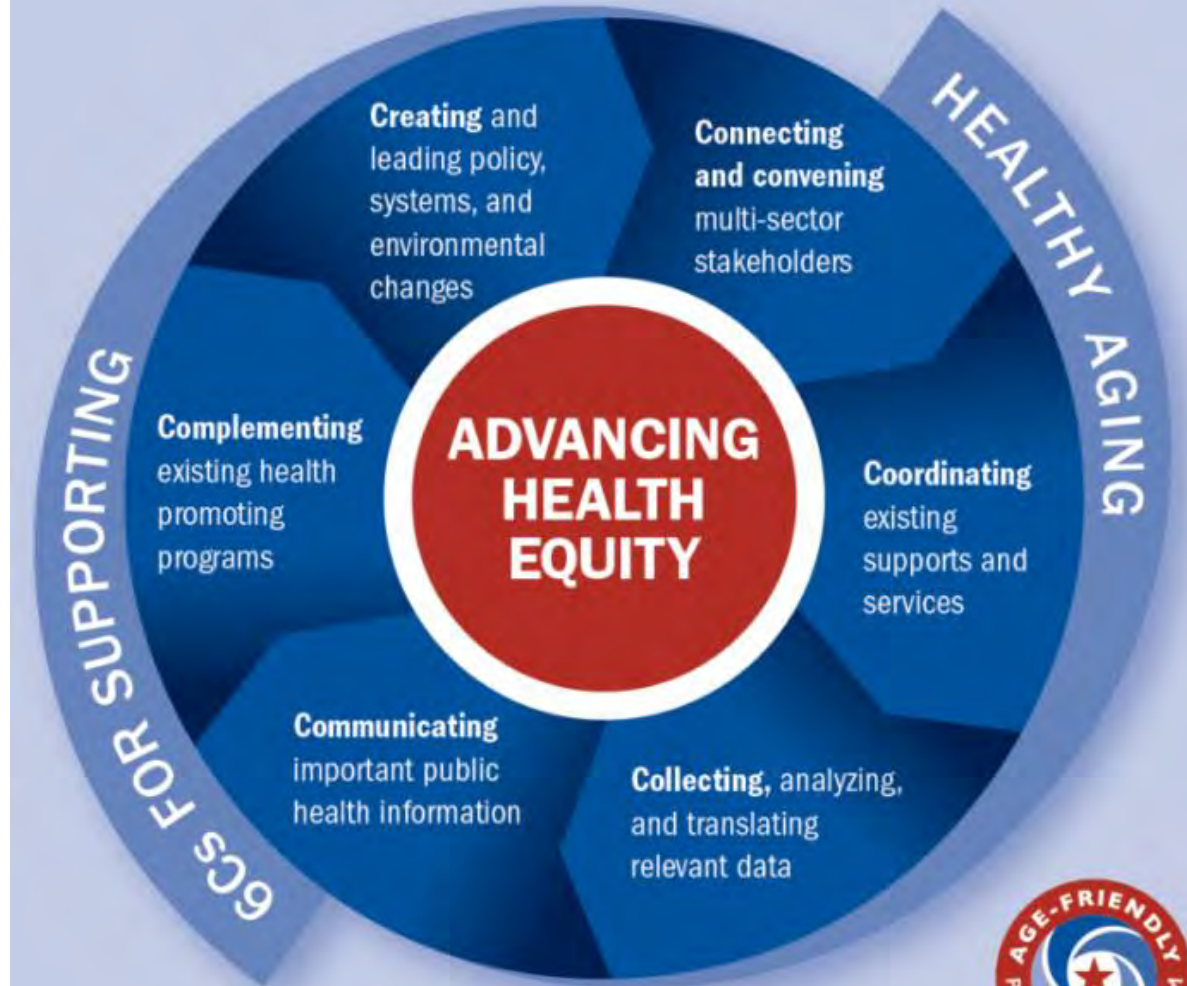 6Cs FOR SUPPORTING
HEALTHY AGING
Creating and
leading policy,
systems, and
environmental
changes
Connecting
and convening
multi-sector
stakeholders
Coordinating
existing
supports and
services
Collecting, analyzing,
and translating
relevant data
Communicating
important public
health information
Complementing
existing health
promoting
programs
ADVANCING
HEALTH
EQUITY
AGE-FRIENDLY